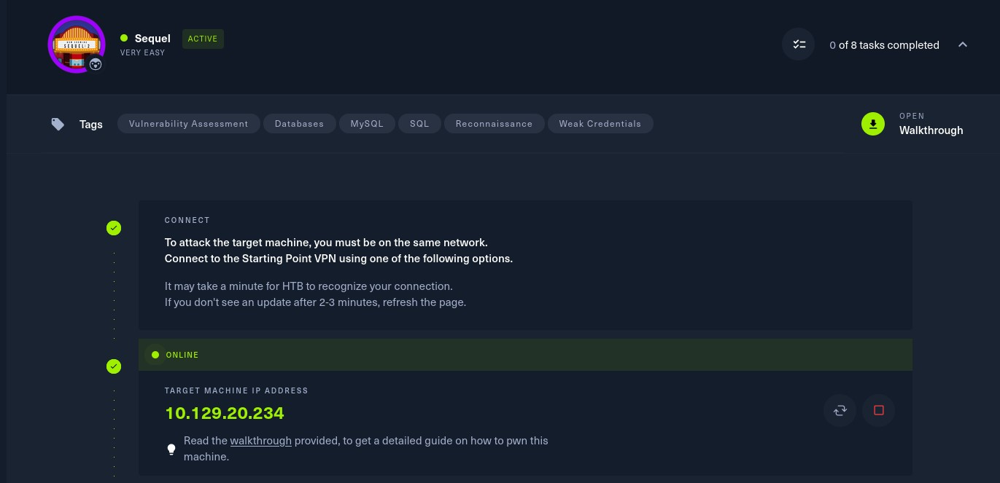 SEQUEL: 2
Sequel
ACTIVE
VERY EASY
0 of 8 tasks completed
Tags
Vulnerability Assessment
Databases
MySQL
SQL
Reconnaissance
Weak Credentials
OPEN
Walkthrough
CONNECT
To attack the target machine, you must be on the same network.
Connect to the Starting Point VPN using one of the following options.
It may take a minute for HTB to recognize your connection.
If you don't see an update after 2-3 minutes, refresh the page.
ONLINE
TARGET MACHINE IP ADDRESS
10.129.20.234
Read the walkthrough provided, to get a detailed guide on how to pwn this
machine.